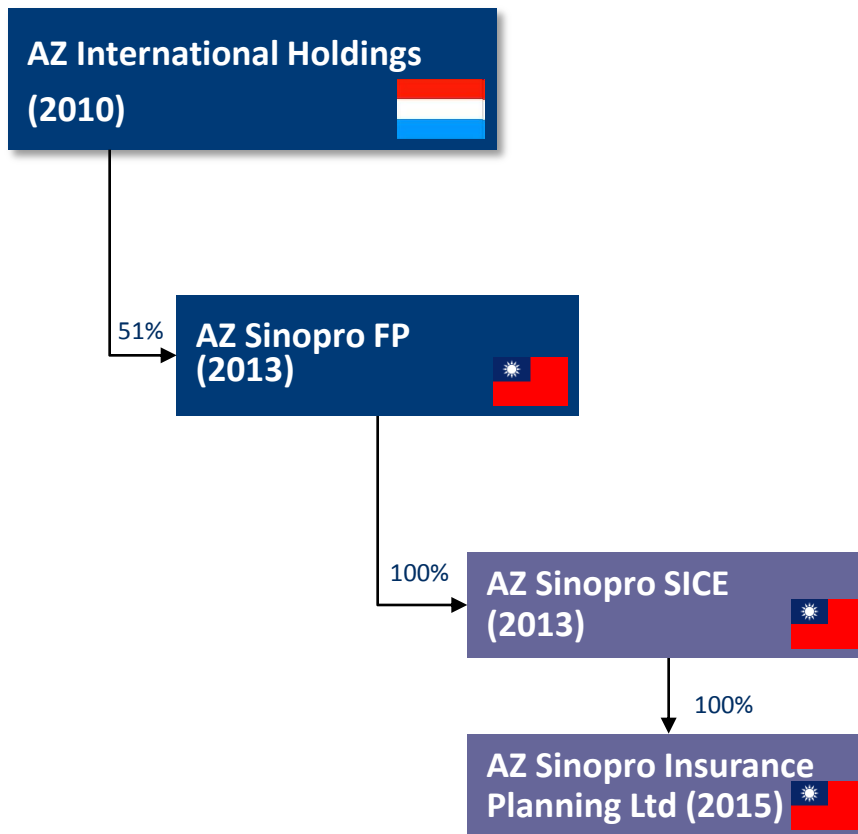 AZ International Holdings
(2010)
51%
AZ Sinopro FP
(2013)
100%
AZ Sinopro SICE
(2013)
100%
AZ Sinopro Insurance
Planning Ltd (2015)